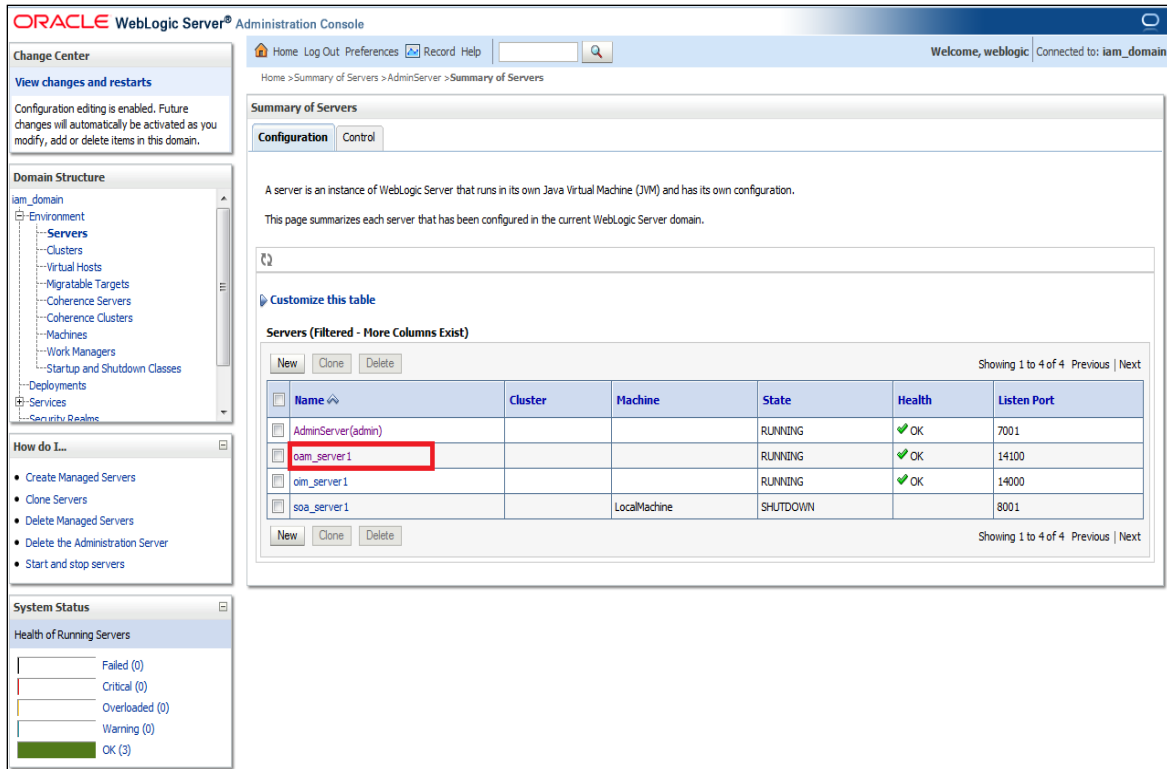 ORACLE WebLogic Server® Administration Console
Change Center
View changes and restarts
Configuration editing is enabled. Future
changes will automatically be activated as you
modify, add or delete items in this domain.
Domain Structure
iam_domain
Environment
Servers
Clusters
Virtual Hosts
Migratable Targets
Coherence Servers
Coherence Clusters
Machines
Work Managers
Startup and Shutdown Classes
Deployments
Services
Security Realms
How do I...
Create Managed Servers
Clone Servers
Delete Managed Servers
Delete the Administration Server
Start and stop servers
System Status
Health of Running Servers
Failed (0)
Critical (0)
Overloaded (0)
Warning (0)
OK (3)
Home Log Out Preferences Record Help
Welcome, weblogic Connected to: iam_domain
Home >Summary of Servers >AdminServer >Summary of Servers
Summary of Servers
Configuration Control
A server is an instance of WebLogic Server that runs in its own Java Virtual Machine (JVM) and has its own configuration.
This page summarizes each server that has been configured in the current WebLogic Server domain.
Customize this table
Servers (Filtered - More Columns Exist)
New Clone Delete Showing 1 to 4 of 4 Previous | Next
Name Cluster Machine State Health Listen Port
AdminServer(admin) RUNNING OK 7001
oam_server1 RUNNING OK 14100
oim_server1 RUNNING OK 14000
soa_server1 LocalMachine SHUTDOWN 8001
New Clone Delete Showing 1 to 4 of 4 Previous | Next